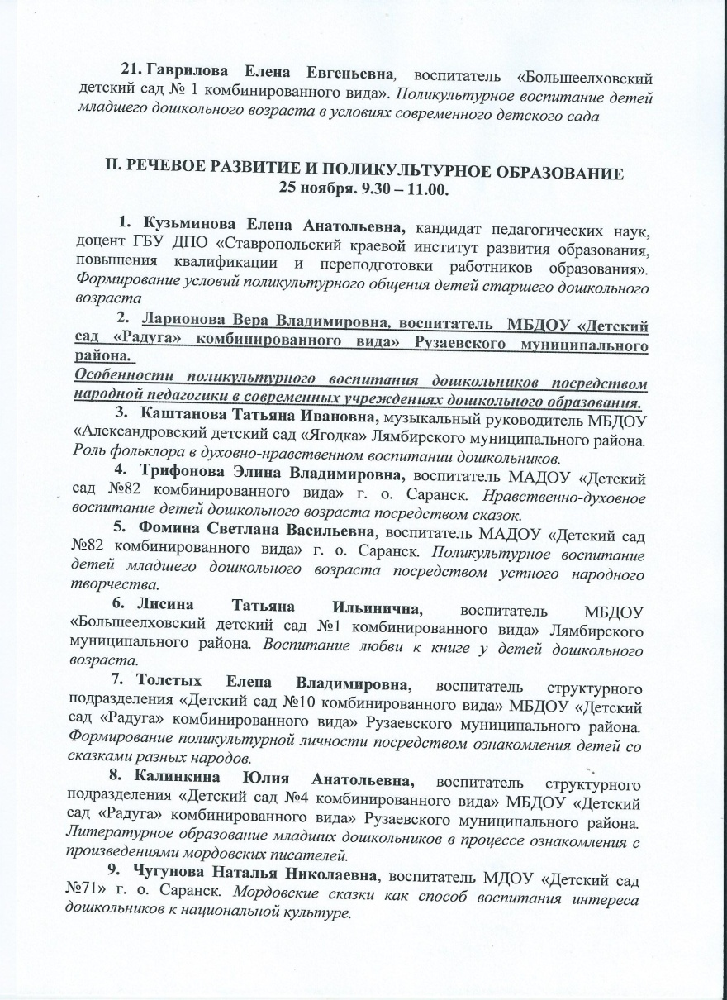 21. Гаврилова Елена Евгеньевна, воспитатель «Большеелховский
детский сад № 1 комбинированного вида». Поликультурное воспитание детей
младшего дошкольного возраста в условиях современного детского сада
II. РЕЧЕВОЕ РАЗВИТИЕ И ПОЛИКУЛЬТУРНОЕ ОБРАЗОВАНИЕ
25 ноября. 9.30 – 11.00.
1. Кузьминова Елена Анатольевна, кандидат педагогических наук,
доцент ГБУ ДПО «Ставропольский краевой институт развития образования,
повышения квалификации и переподготовки работников образования».
Формирование условий поликультурного общения детей старшего дошкольного
возраста
2. Ларионова Вера Владимировна, воспитатель МБДОУ «Детский
сад «Радуга» комбинированного вида» Рузаевского муниципального
района.
Особенности поликультурного воспитания дошкольников посредством
народной педагогики в современных учреждениях дошкольного образования.
3. Каштанова Татьяна Ивановна, музыкальный руководитель МБДОУ
«Александровский детский сад «Ягодка» Лямбирского муниципального района.
Роль фольклора в духовно-нравственном воспитании дошкольников.
4. Трифонова Элина Владимировна, воспитатель МАДОУ «Детский
сад №82 комбинированного вида» г. о. Саранск. Нравственно-духовное
воспитание детей дошкольного возраста посредством сказок.
5. Фомина Светлана Васильевна, воспитатель МАДОУ «Детский сад
№82 комбинированного вида» г. о. Саранск. Поликультурное воспитание
детей младшего дошкольного возраста посредством устного народного
творчества.
6. Лисина Татьяна Ильинична, воспитатель МБДОУ
«Большеелховский детский сад №1 комбинированного вида» Лямбирского
муниципального района. Воспитание любви к книге у детей дошкольного
возраста.
7. Толстых Елена Владимировна, воспитатель структурного
подразделения «Детский сад №10 комбинированного вида» МБДОУ «Детский
сад «Радуга» комбинированного вида» Рузаевского муниципального района.
Формирование поликультурной личности посредством ознакомления детей со
сказками разных народов.
8. Калинкина Юлия Анатольевна, воспитатель структурного
подразделения «Детский сад №4 комбинированного вида» МБДОУ «Детский
сад «Радуга» комбинированного вида» Рузаевского муниципального района.
Литературное образование младших дошкольников в процессе ознакомления с
произведениями мордовских писателей.
9. Чугунова Наталья Николаевна, воспитатель МДОУ «Детский сад
№71» г. о. Саранск. Мордовские сказки как способ воспитания интереса
дошкольников к национальной культуре.